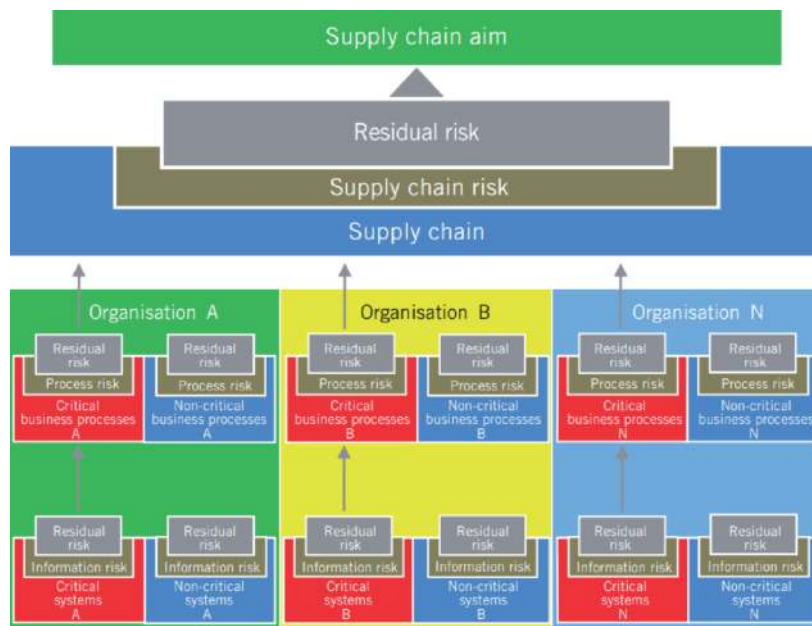 Supply chain aim
Residual risk
Supply chain risk
Supply chain
Organisation A
Organisation B
Organisation N
Residual
risk
Process risk
Critical
business processes
A
Residual
risk
Process risk
Non-critical
business processes
A
Residual
risk
Process risk
Critical
business processes
B
Residual
risk
Process risk
Non-critical
business processes
B
Residual
risk
Process risk
Critical
business processes
N
Residual
risk
Process risk
Non-critical
business processes
N
Residual
risk
Information risk
Critical
systems
A
Residual
risk
Information risk
Non-critical
systems
A
Residual
risk
Information risk
Critical
systems
B
Residual
risk
Information risk
Non-critical
systems
B
Residual
risk
Information risk
Critical
systems
N
Residual
risk
Information risk
Non-critical
systems
N